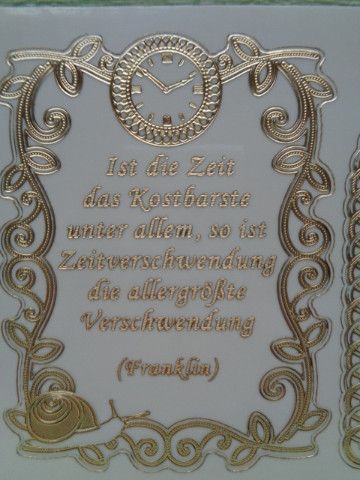 Ist die Zeit
das Kostbarste
unter allem, so ist
Zeitverschwendung
die allergrößte
Verschwendung
(Franklin)